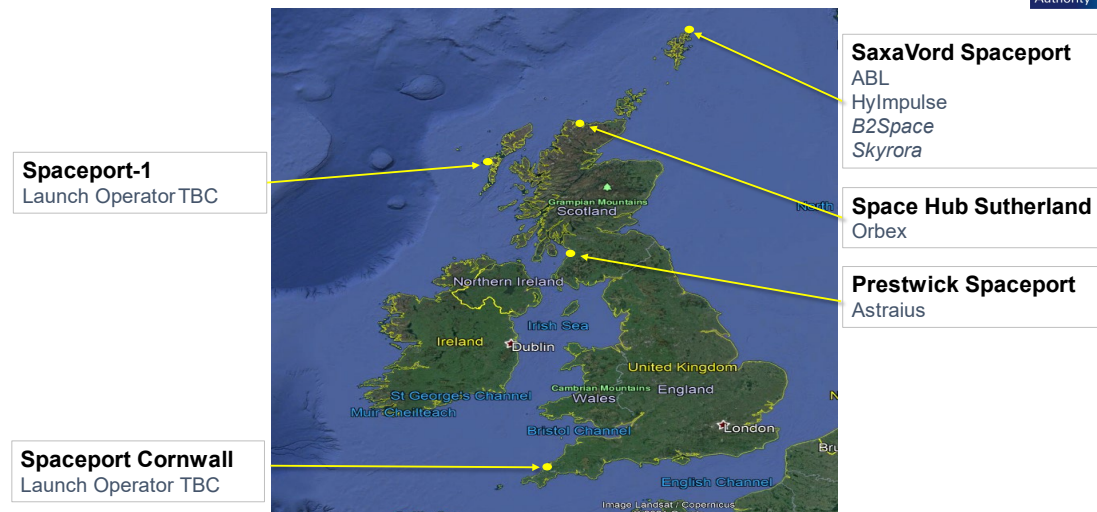 Authority
SaxaVord Spaceport
ABL
HyImpulse
B2Space
Skyrora
Spaceport-1
Launch Operator TBC
Space Hub Sutherland
Orbex
Prestwick Spaceport
Astraius
Spaceport Cornwall
Launch Operator TBC
Grampian Mountains
Scotland
North
Northern Ireland
Irish Sea
Ireland
Dublin
United Kingdom
Cambrian Mountains
Wales
England
St George's Channel
Muir Cheilteach
Bristol Channel
London
English Channel
Image Landsat / Copernicus